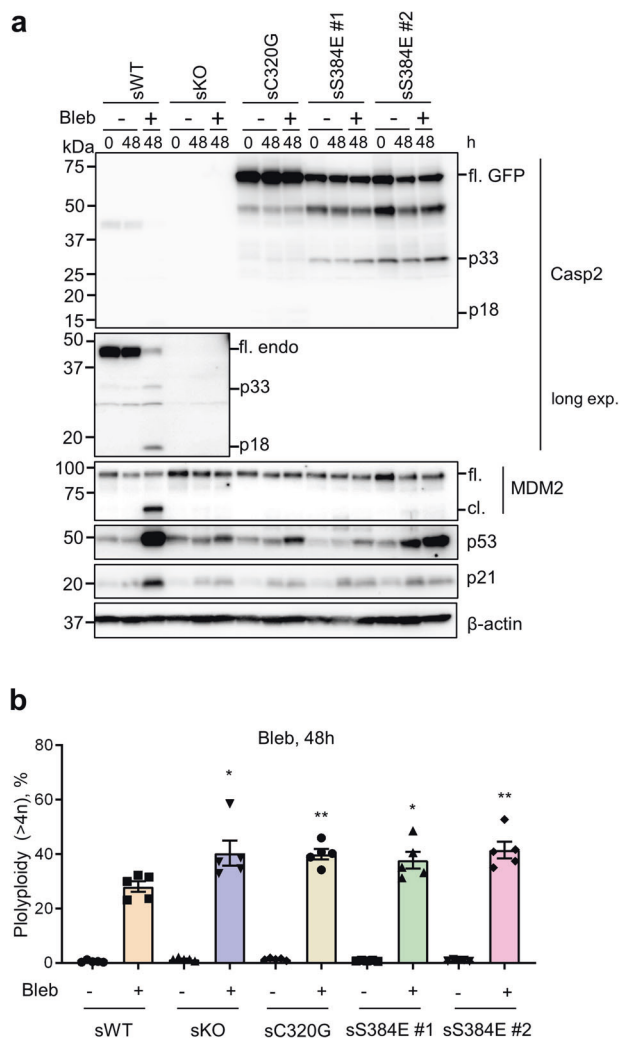 a
sWT sKO sC320G sS384E #1 sS384E #2
Bleb - + - + - + - + - +
kDa 0 48 48 0 48 48 0 48 48 0 48 48 0 48 48 h
75 fl. GFP
50
37
p33
25
20
p18
15
Casp2
50 fl. endo
37
p33
20 p18
long exp.
100 fl.
75
cl.
MDM2
50 p53
20 p21
37 β-actin
b
Bleb, 48h
Plolyploidy (>4n), %
80
60
40
20
0
* ** * **
Bleb - + - + - + - + - +
sWT sKO sC320G sS384E #1 sS384E #2